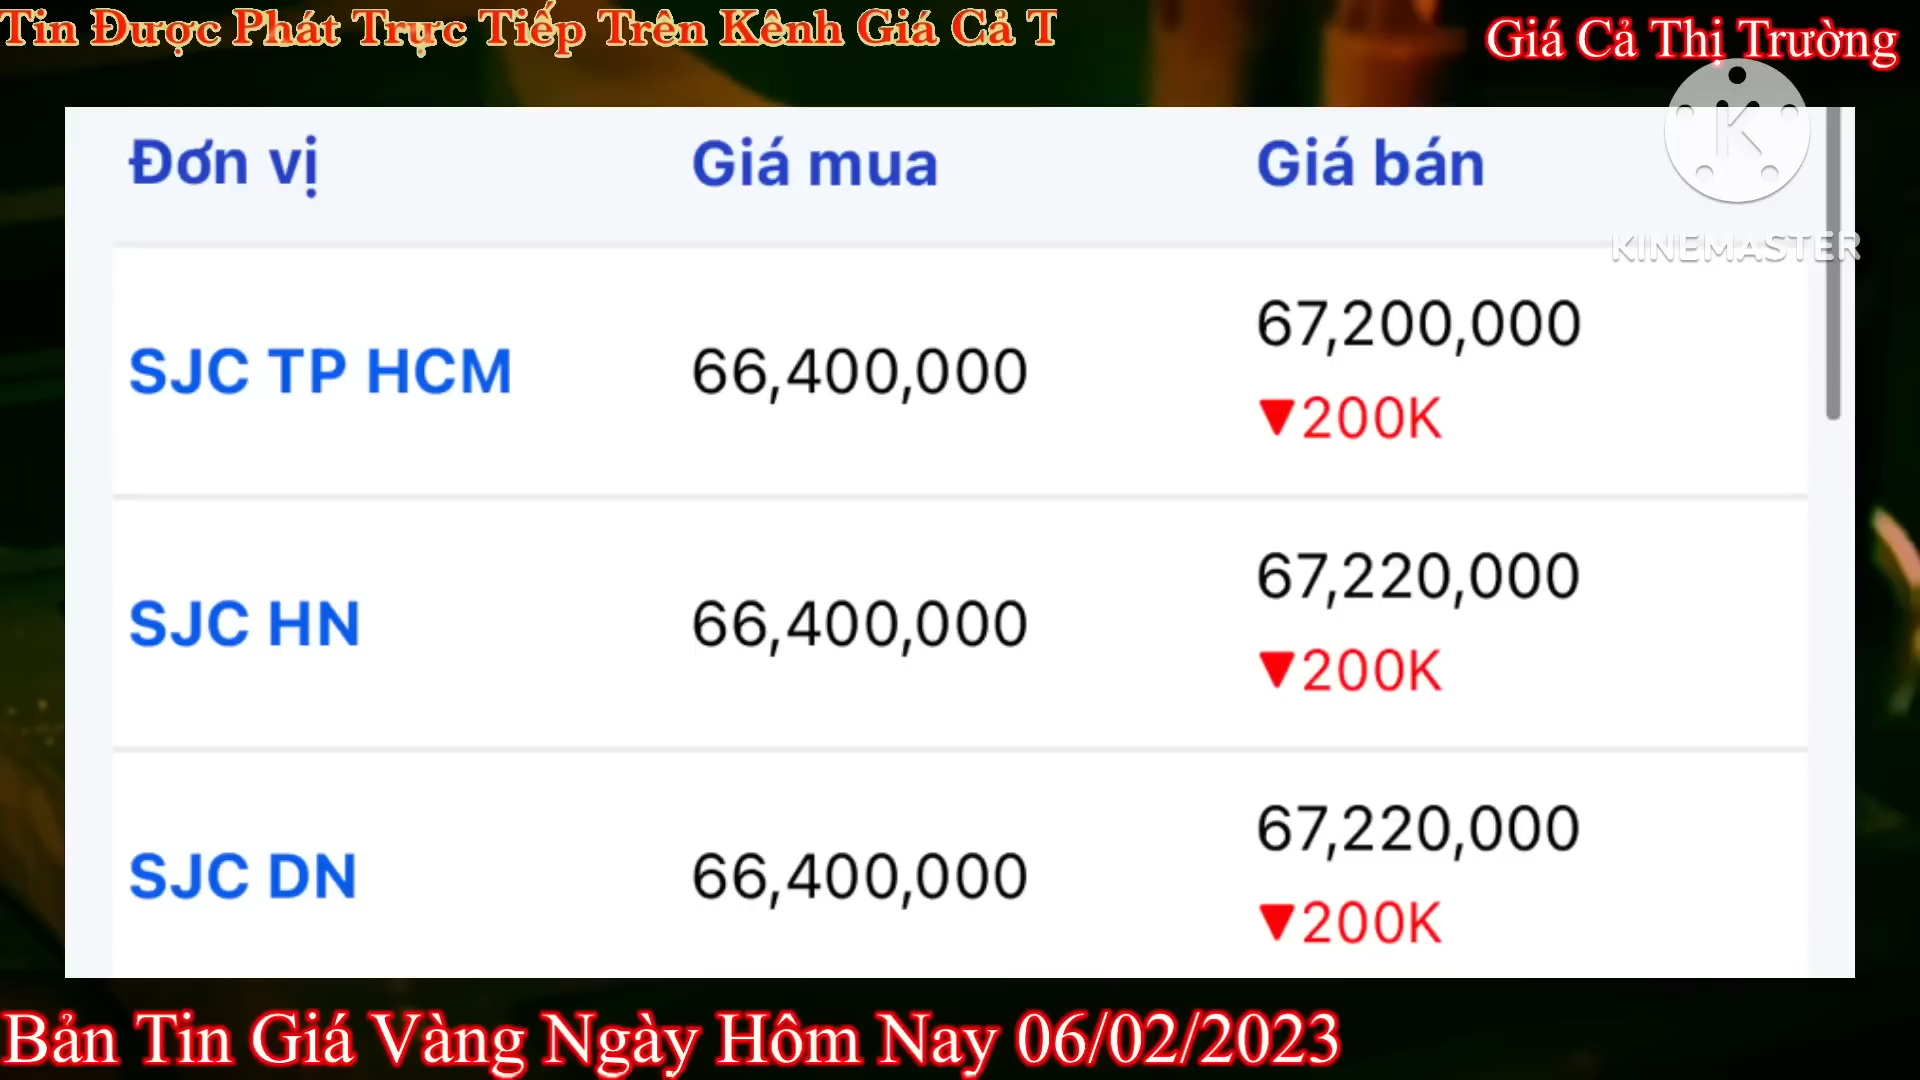 Tin Được Phát Trực Tiếp Trên Kênh Giá Cả T
Giá Cả Thị Trường
K
KINEMASTER
Đơn vị Giá mua Giá bán
SJC TP HCM 66,400,000 67,200,000
▼200K
SJC HN 66,400,000 67,220,000
▼200K
SJC DN 66,400,000 67,220,000
▼200K
Bản Tin Giá Vàng Ngày Hôm Nay 06/02/2023